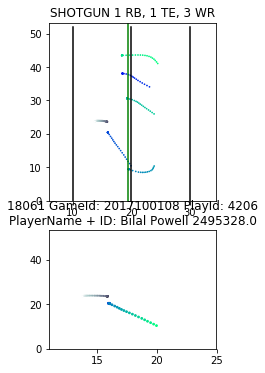 SHOTGUN 1 RB, 1 TE, 3 WR
50
40
30
20
10
0
10 20 30
18061 GameId: 2017100108 PlayId: 4206
PlayerName + ID: Bilal Powell 2495328.0
40
20
0
15 20 25